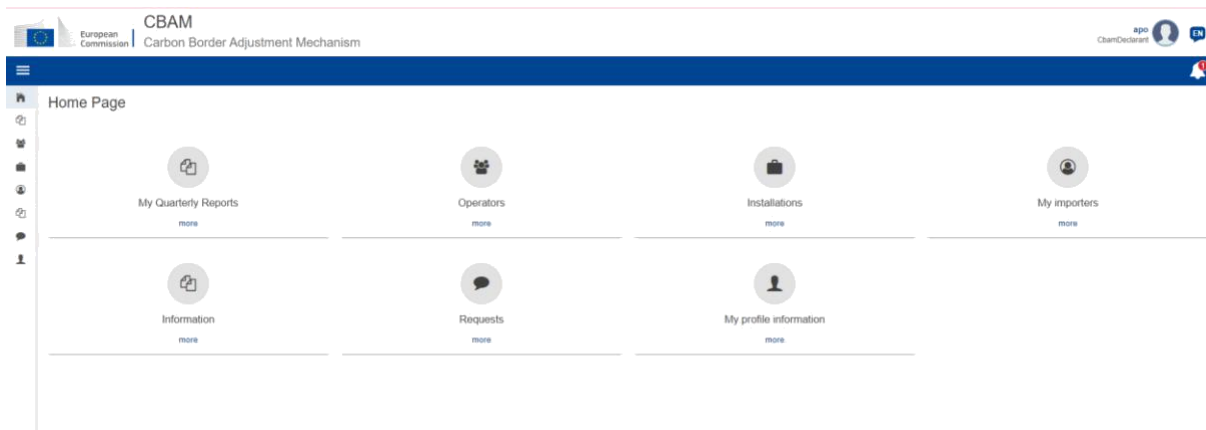 European
Commission
CBAM
Carbon Border Adjustment Mechanism
apo
CbamDeclarant
EN
1
Home Page
My Quarterly Reports
more
Operators
more
Installations
more
My importers
more
Information
more
Requests
more
My profile information
more